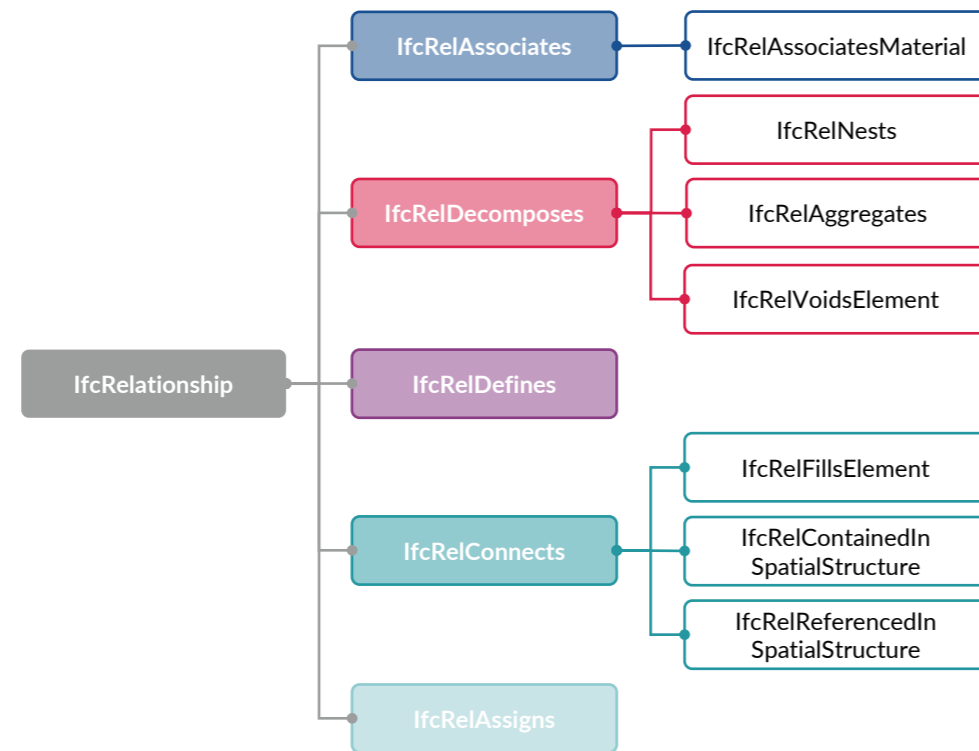 IfcRelAssociates
IfcRelAssociatesMaterial
IfcRelNests
IfcRelDecomposes
IfcRelAggregates
IfcRelVoidsElement
IfcRelationship
IfcRelDefines
IfcRelFillsElement
IfcRelConnects
IfcRelContainedIn
SpatialStructure
IfcRelReferencedIn
SpatialStructure
IfcRelAssigns